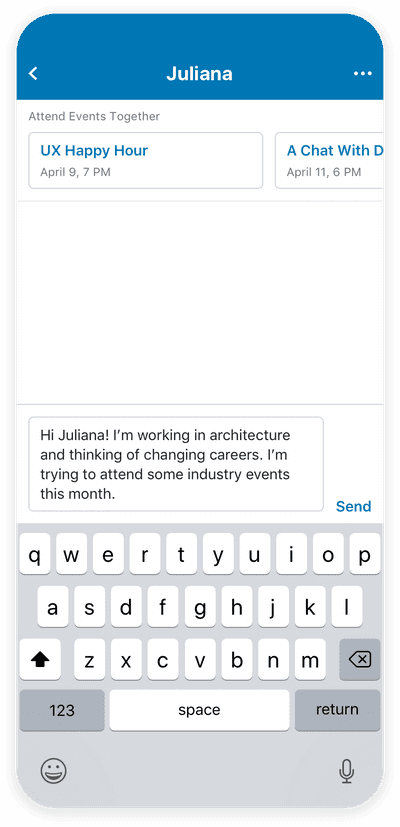 Juliana
Attend Events Together
UX Happy Hour
April 9, 7 PM
A Chat With D
April 11, 6 PM
Hi Juliana! I’m working in architecture
and thinking of changing careers. I’m
trying to attend some industry events
this month.
Send
q w e r t y u i o p
a s d f g h j k l
z x c v b n m
123 space return